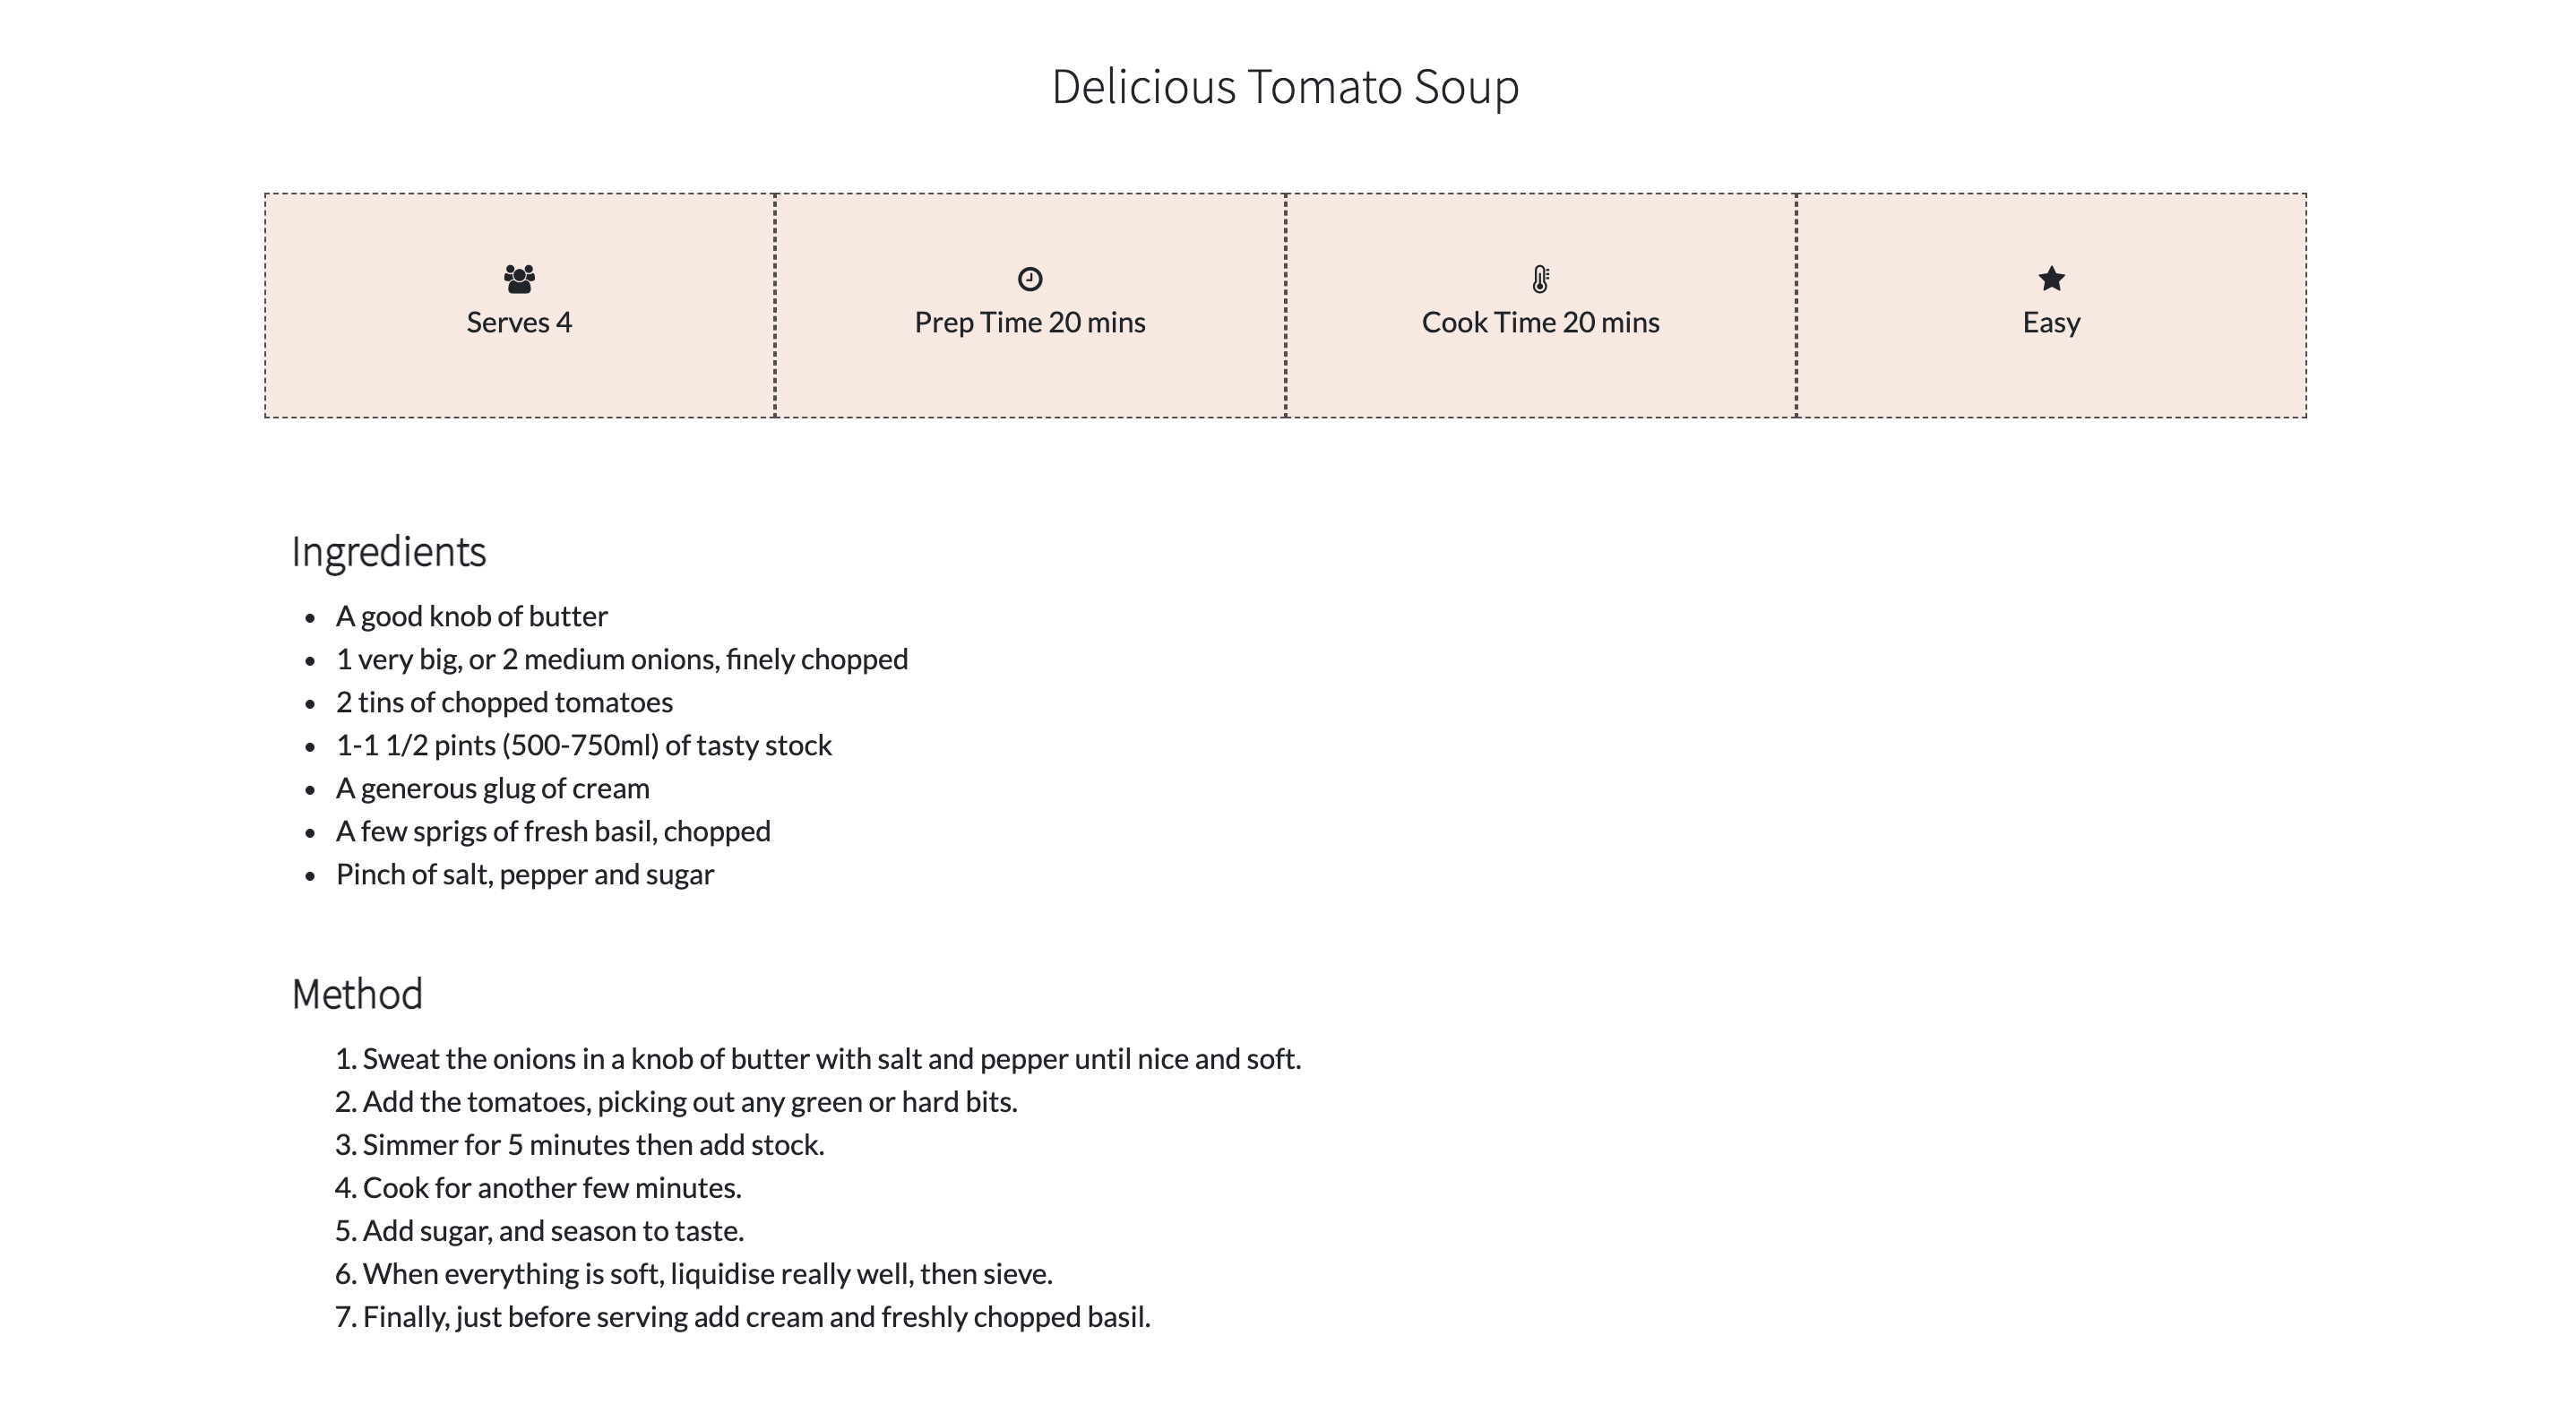 Delicious Tomato Soup
Serves 4
Prep Time 20 mins
Cook Time 20 mins
Easy
Ingredients
• A good knob of butter
• 1 very big, or 2 medium onions, finely chopped
• 2 tins of chopped tomatoes
• 1-1 1/2 pints (500-750ml) of tasty stock
• A generous glug of cream
• A few sprigs of fresh basil, chopped
• Pinch of salt, pepper and sugar
Method
1. Sweat the onions in a knob of butter with salt and pepper until nice and soft.
2. Add the tomatoes, picking out any green or hard bits.
3. Simmer for 5 minutes then add stock.
4. Cook for another few minutes.
5. Add sugar, and season to taste.
6. When everything is soft, liquidise really well, then sieve.
7. Finally, just before serving add cream and freshly chopped basil.